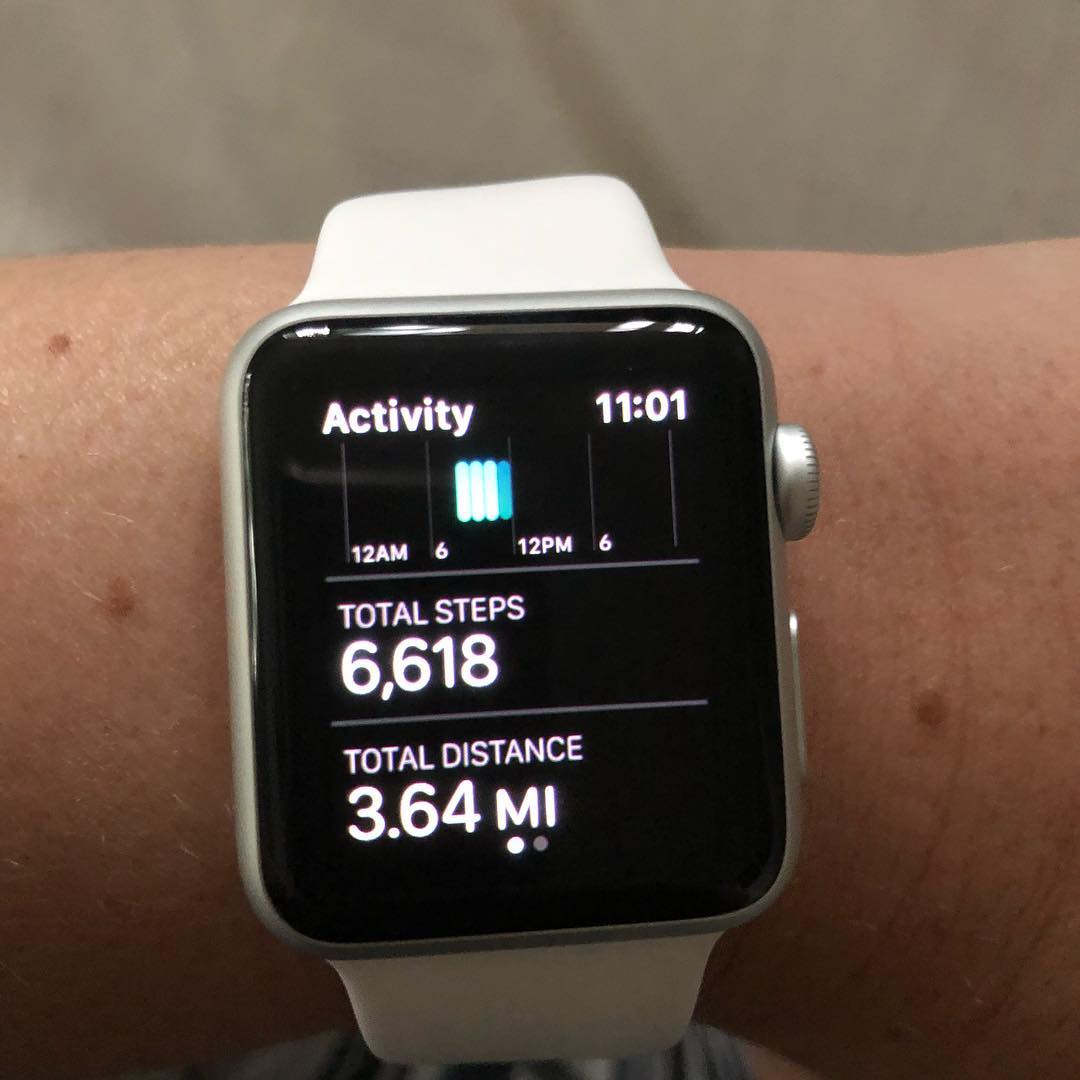 Activity 11:01
12AM 6 12PM 6
TOTAL STEPS
6,618
TOTAL DISTANCE
3.64 MI